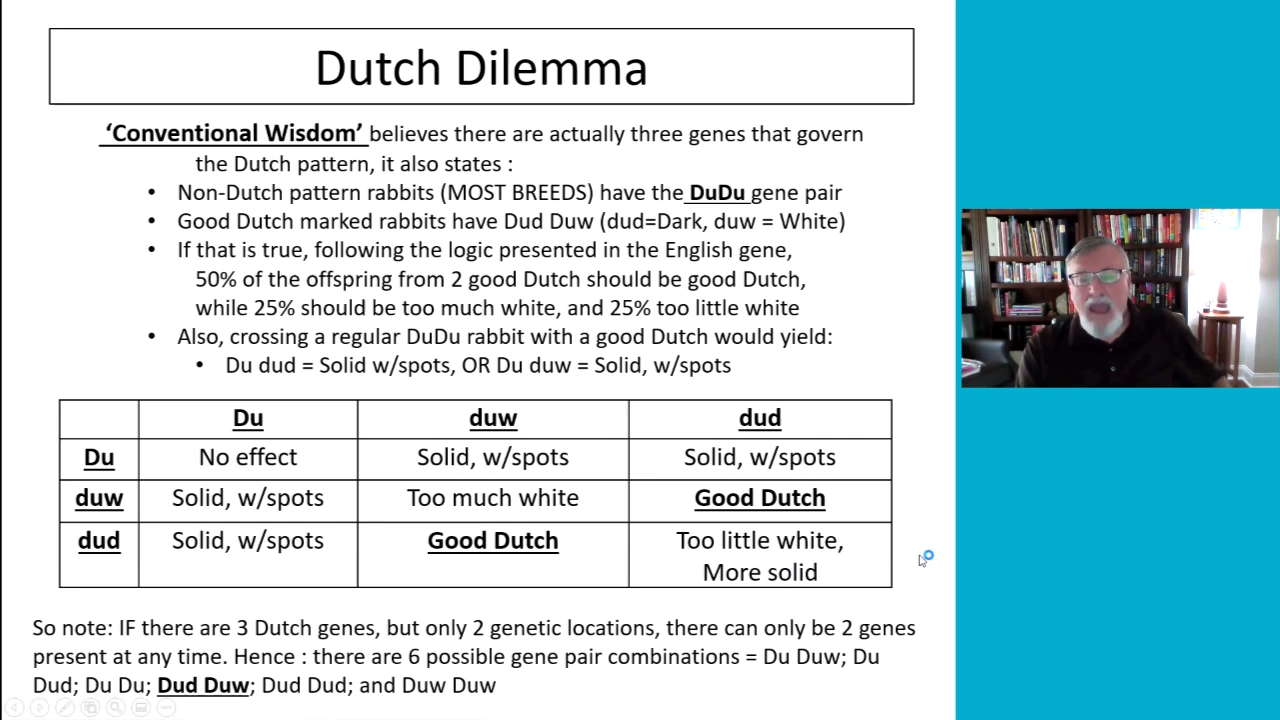 Dutch Dilemma
‘Conventional Wisdom’ believes there are actually three genes that govern
the Dutch pattern, it also states :
• Non-Dutch pattern rabbits (MOST BREEDS) have the DuDu gene pair
• Good Dutch marked rabbits have Dud Duw (dud=Dark, duw = White)
• If that is true, following the logic presented in the English gene,
50% of the offspring from 2 good Dutch should be good Dutch,
while 25% should be too much white, and 25% too little white
• Also, crossing a regular DuDu rabbit with a good Dutch would yield:
• Du dud = Solid w/spots, OR Du duw = Solid, w/spots
Du duw dud
Du No effect Solid, w/spots Solid, w/spots
duw Solid, w/spots Too much white Good Dutch
dud Solid, w/spots Good Dutch Too little white,
More solid
So note: IF there are 3 Dutch genes, but only 2 genetic locations, there can only be 2 genes
present at any time. Hence : there are 6 possible gene pair combinations = Du Duw; Du
Dud; Du Du; Dud Duw; Dud Dud; and Duw Duw